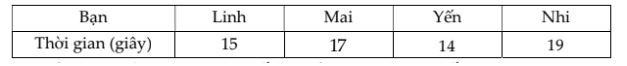 Bạn Linh Mai Yến Nhi
Thời gian (giây) 15 17 14 19